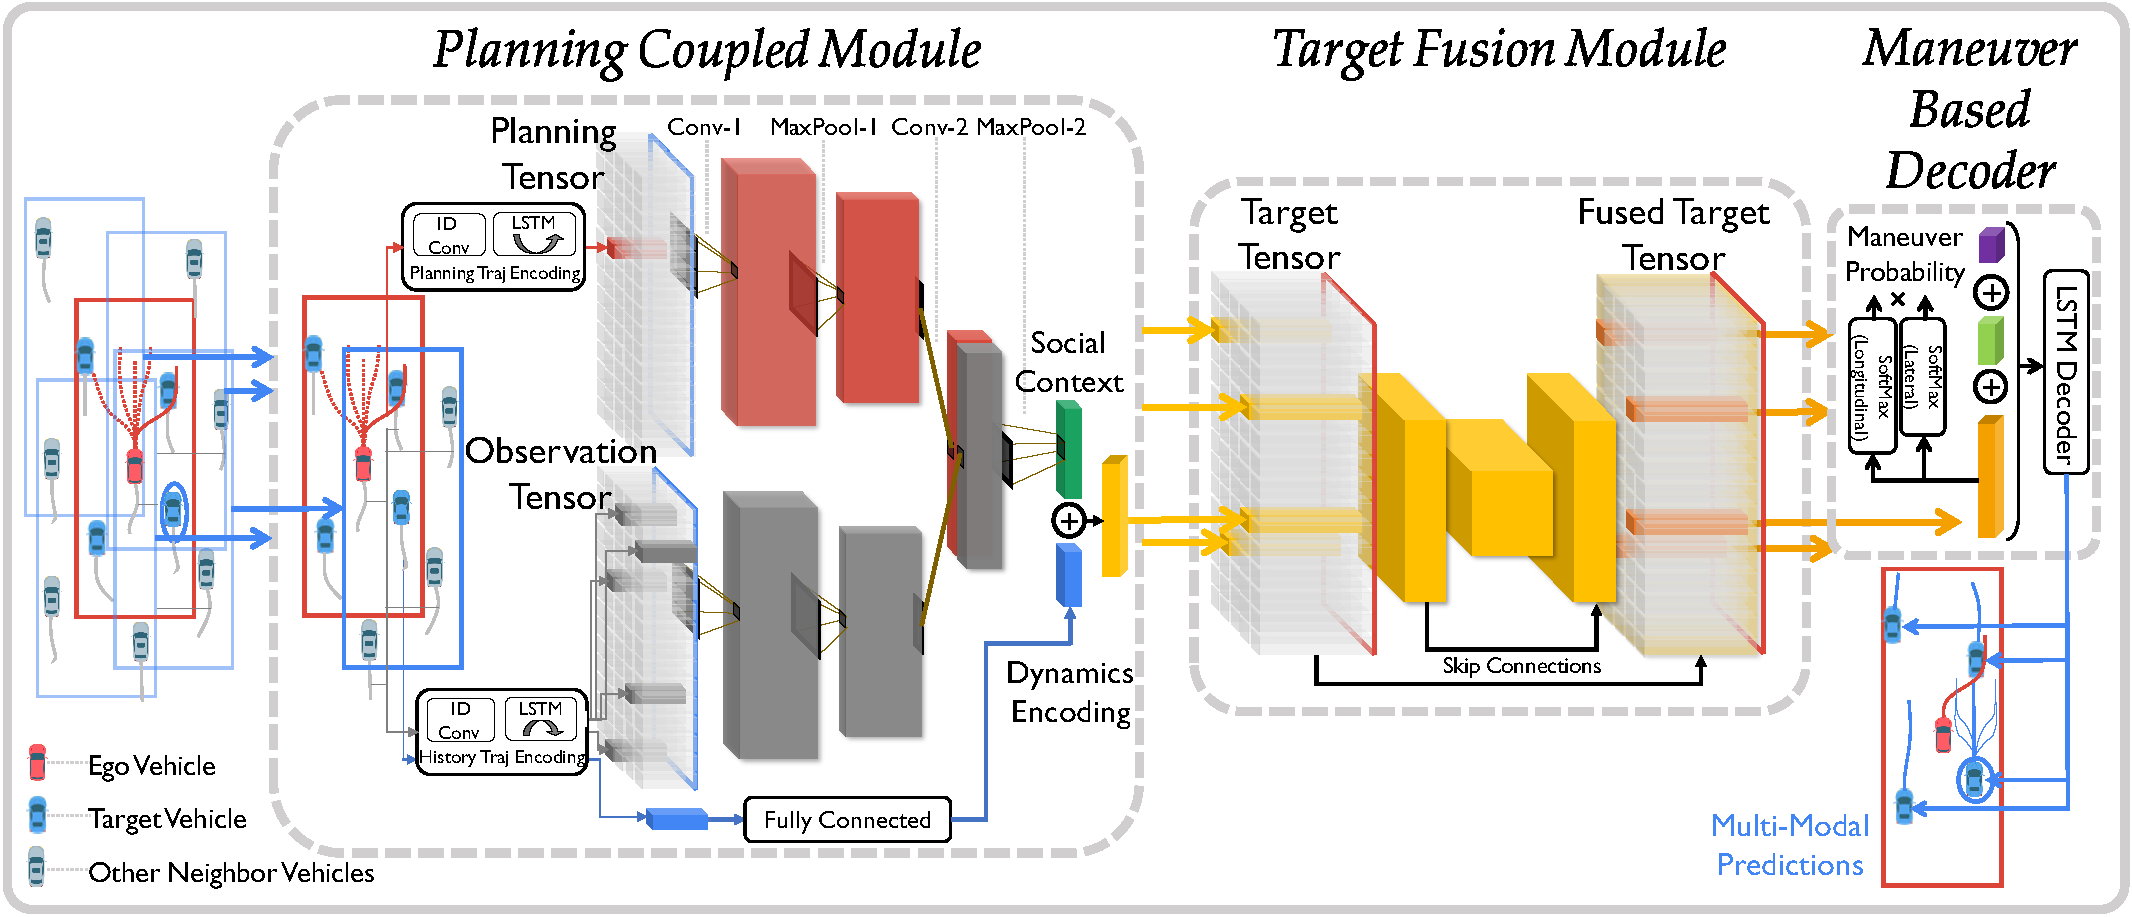 Planning Coupled Module
Target Fusion Module
Maneuver
Based
Decoder
Planning
Tensor
Conv-1
MaxPool-1
Conv-2
MaxPool-2
1D
Conv
LSTM
Planning Traj Encoding
Observation
Tensor
1D
Conv
LSTM
History Traj Encoding
Fully Connected
Social
Context
Dynamics
Encoding
Target
Tensor
Fused Target
Tensor
Skip Connections
Maneuver
Probability
×
SoftMax
(Longitudinal)
SoftMax
(Lateral)
LSTM Decoder
Multi-Modal
Predictions
Ego Vehicle
Target Vehicle
Other Neighbor Vehicles